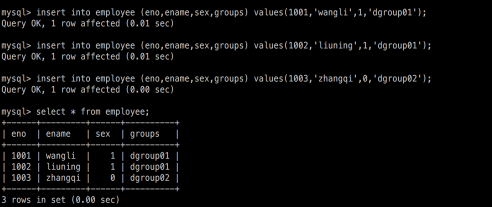 mysql> insert into employee (eno,ename,sex,groups) values(1001,'wangli',1,'dgroup01');
Query OK, 1 row affected (0.01 sec)
mysql> insert into employee (eno,ename,sex,groups) values(1002,'liuning',1,'dgroup01');
Query OK, 1 row affected (0.01 sec)
mysql> insert into employee (eno,ename,sex,groups) values(1003,'zhangqi',0,'dgroup02');
Query OK, 1 row affected (0.00 sec)
mysql> select * from employee;
+------+---------+------+----------+
| eno  | ename   | sex  | groups   |
+------+---------+------+----------+
| 1001 | wangli  |    1 | dgroup01 |
| 1002 | liuning |    1 | dgroup01 |
| 1003 | zhangqi |    0 | dgroup02 |
+------+---------+------+----------+
3 rows in set (0.00 sec)